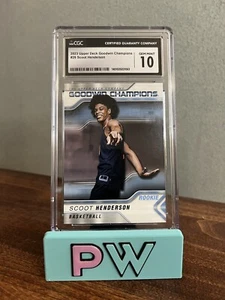 CGC
CERTIFIED GUARANTY COMPANY
2023 Upper Deck Goodwin Champions
#28 Scoot Henderson
GEM MINT
10
GOODWIN CHAMPIONS
ROOKIE
SCOOT HENDERSON
BASKETBALL
PW